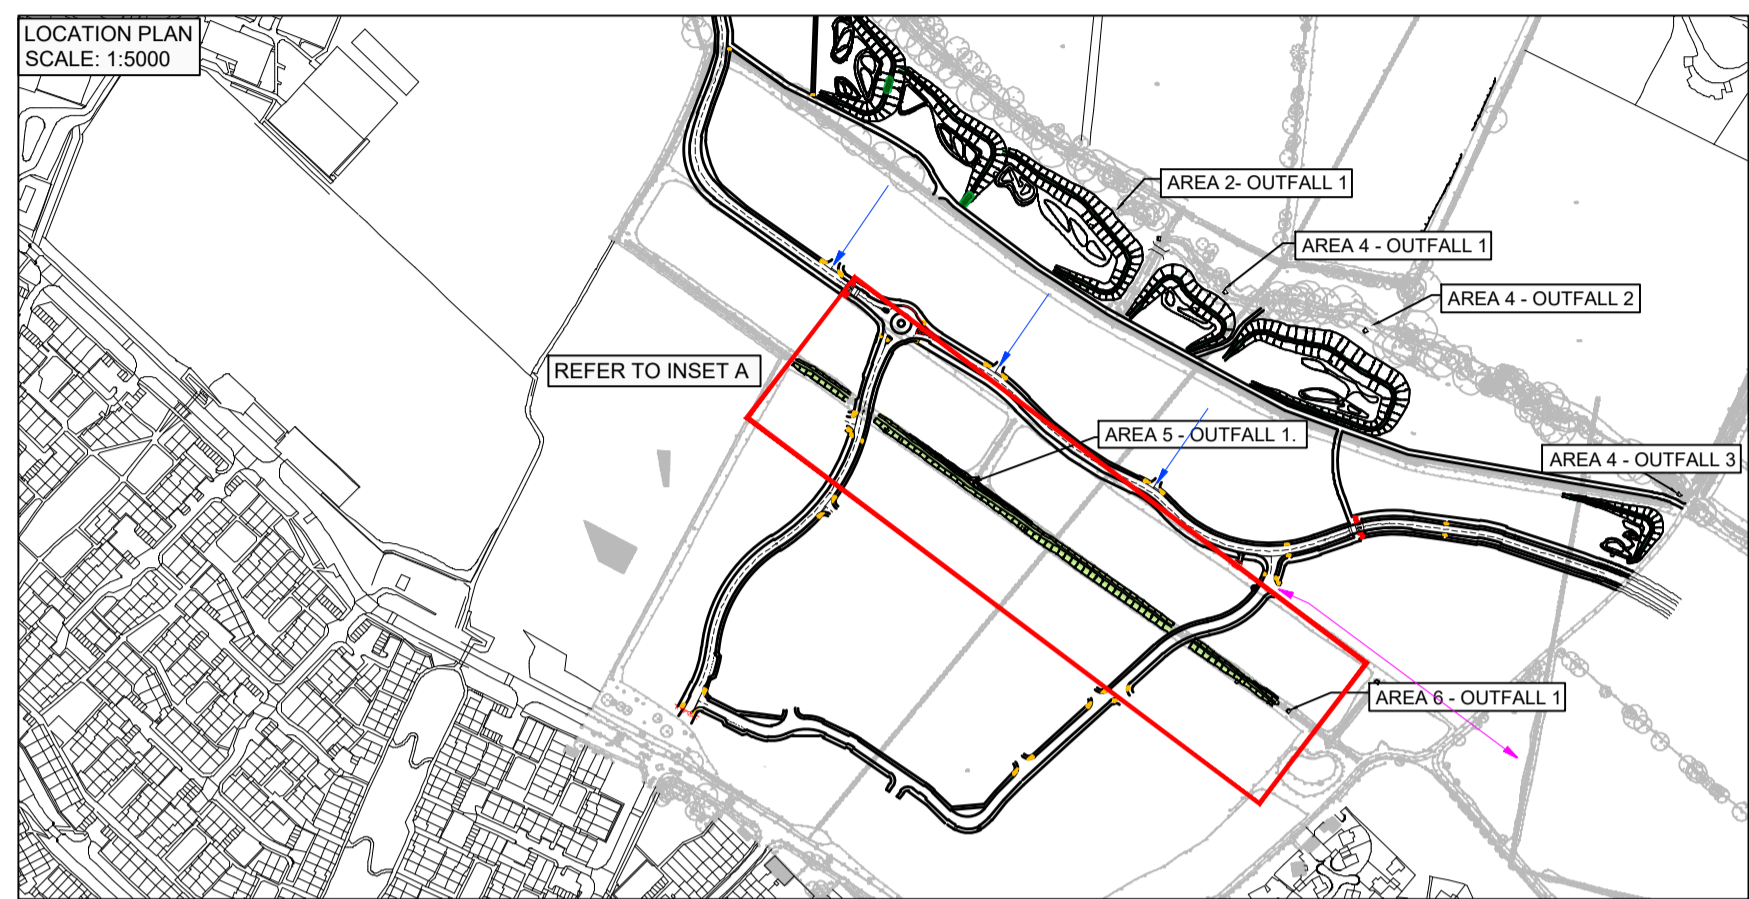 LOCATION PLAN
SCALE: 1:5000
AREA 2- OUTFALL 1
AREA 4 - OUTFALL 1
AREA 4 - OUTFALL 2
REFER TO INSET A
AREA 5 - OUTFALL 1.
AREA 4 - OUTFALL 3
AREA 6 - OUTFALL 1